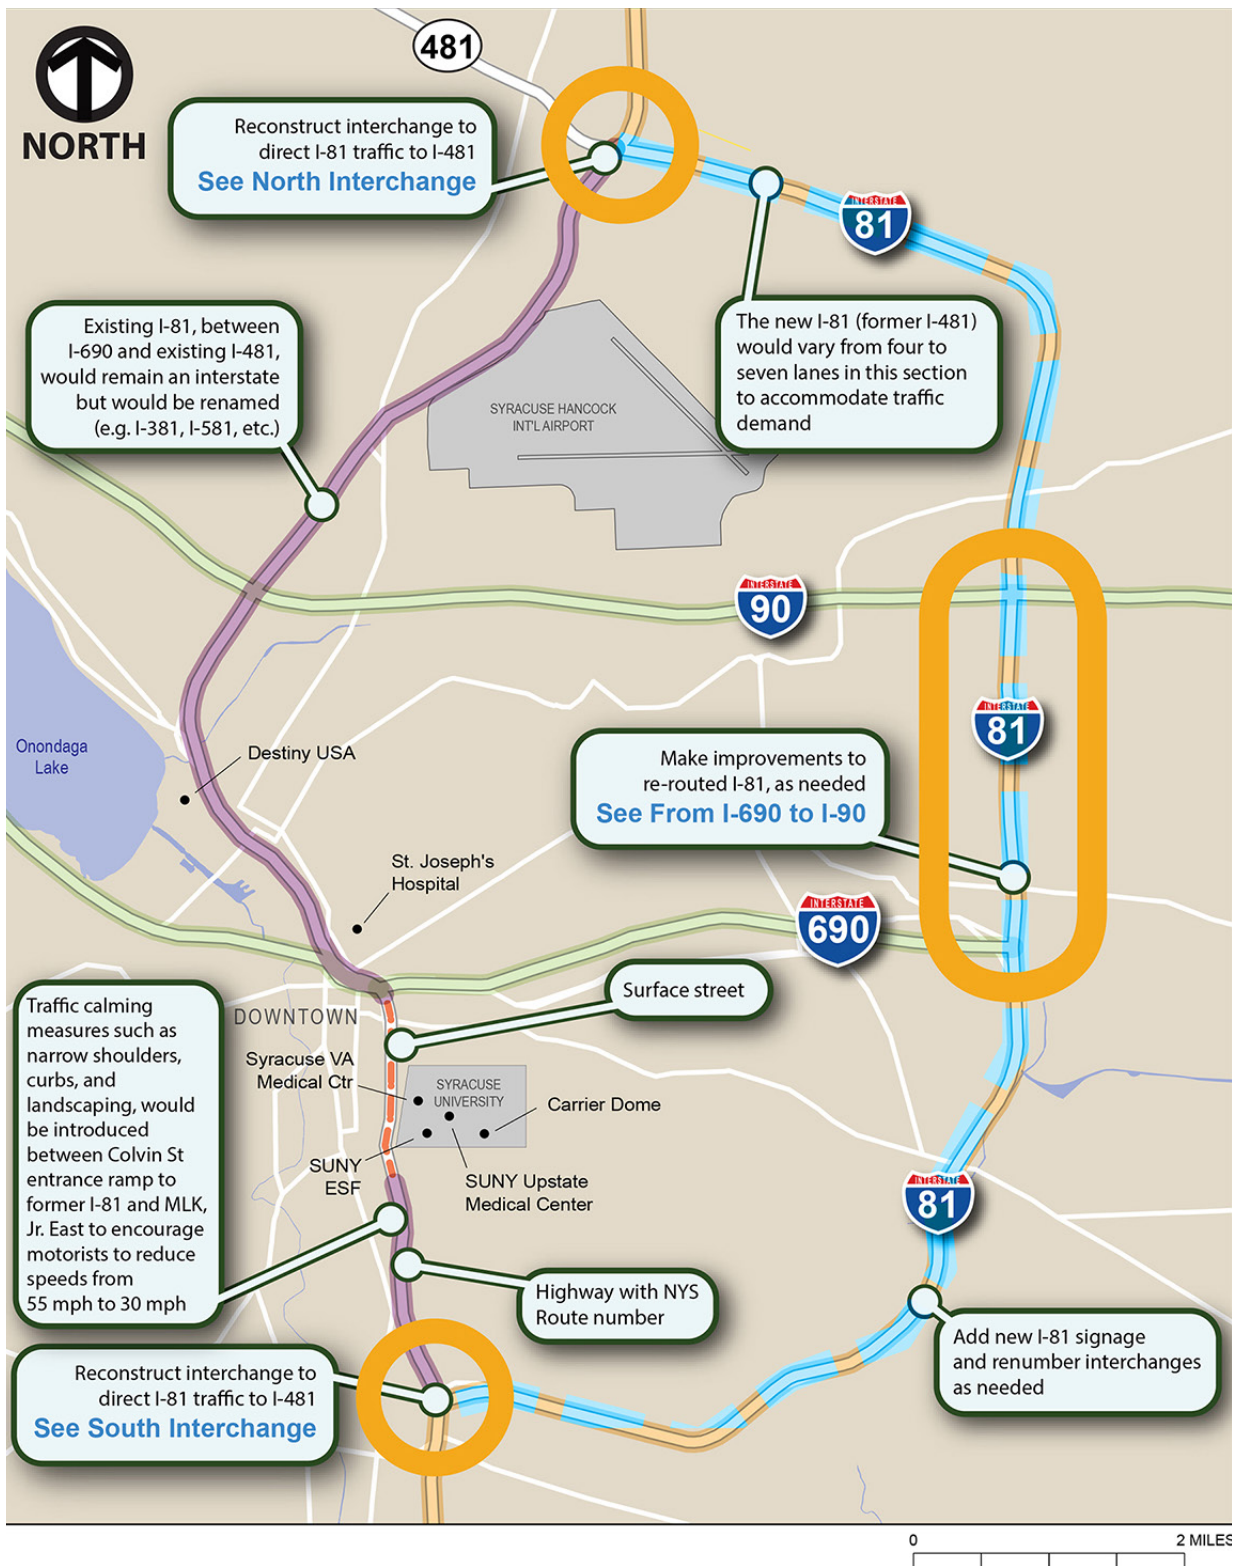 481
NORTH
Reconstruct interchange to
direct I-81 traffic to I-481
See North Interchange
INTERSTATE
81
Existing I-81, between
I-690 and existing I-481,
would remain an interstate
but would be renamed
(e.g. I-381, I-581, etc.)
The new I-81 (former I-481)
would vary from four to
seven lanes in this section
to accommodate traffic
demand
SYRACUSE HANCOCK
INT'L AIRPORT
INTERSTATE
90
INTERSTATE
81
Onondaga
Lake
Destiny USA
Make improvements to
re-routed I-81, as needed
See From I-690 to I-90
St. Joseph's
Hospital
INTERSTATE
690
Surface street
Traffic calming
measures such as
narrow shoulders,
curbs, and
landscaping, would
be introduced
between Colvin St
entrance ramp to
former I-81 and MLK,
Jr. East to encourage
motorists to reduce
speeds from
55 mph to 30 mph
DOWNTOWN
Syracuse VA
Medical Ctr
SYRACUSE
UNIVERSITY
Carrier Dome
SUNY
ESF
SUNY Upstate
Medical Center
INTERSTATE
81
Highway with NYS
Route number
Add new I-81 signage
and renumber interchanges
as needed
Reconstruct interchange to
direct I-81 traffic to I-481
See South Interchange
0 2 MILES